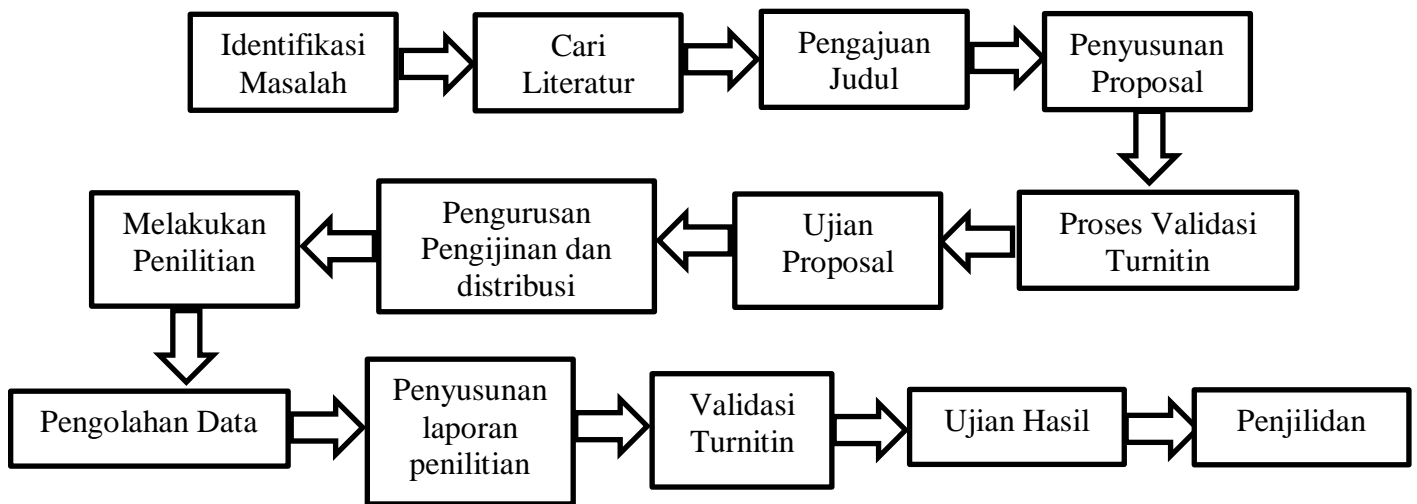 Identifikasi
Masalah
Cari
Literatur
Pengajuan
Judul
Penyusunan
Proposal
Proses Validasi
Turnitin
Ujian
Proposal
Pengurusan
Pengijinan dan
distribusi
Melakukan
Penilitian
Pengolahan Data
Penyusunan
laporan
penilitian
Validasi
Turnitin
Ujian Hasil
Penjilidan